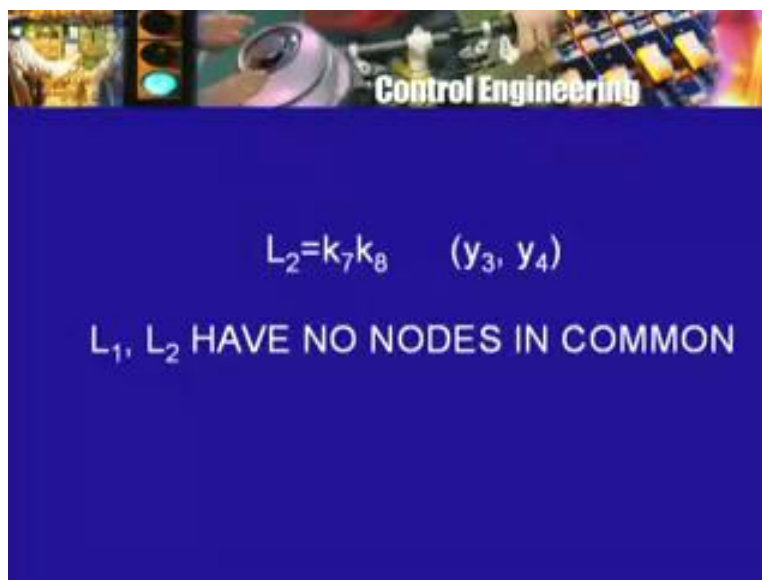 Control Engineering
L₂=k₇k₈ (y₃, y₄)
L₁, L₂ HAVE NO NODES IN COMMON